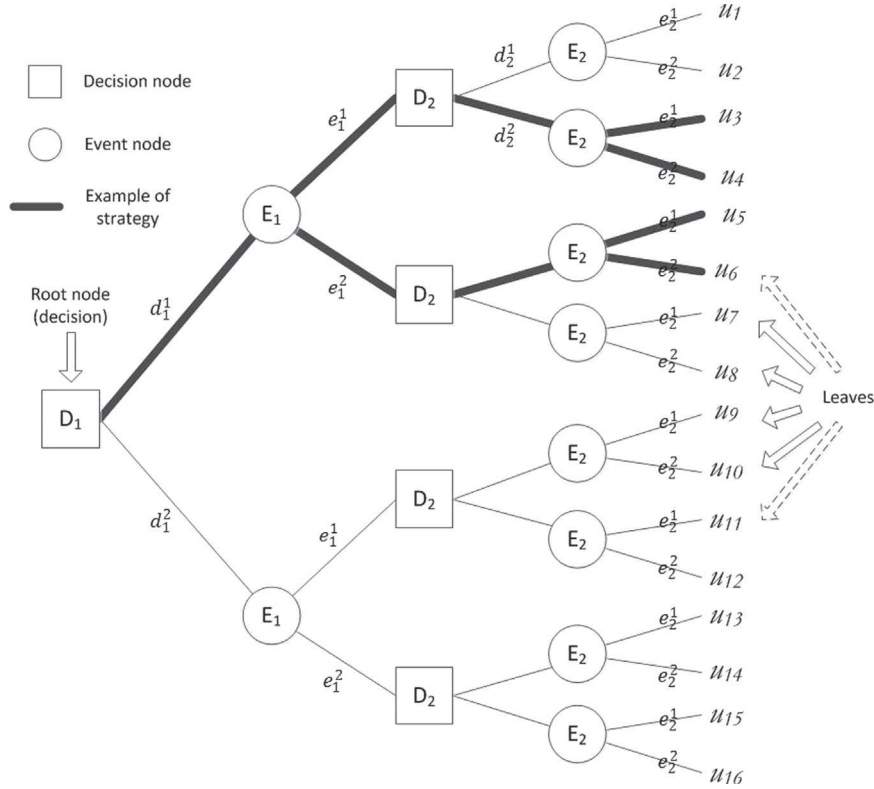 Decision node
Event node
Example of
strategy
Root node
(decision)
D₁
d₁¹
d₁²
E₁
e₁¹
e₁²
E₁
e₁¹
e₁²
D₂
d₂¹
d₂²
D₂
D₂
D₂
E₂
e₂¹ u₁
e₂² u₂
E₂
e₂¹ u₃
e₂² u₄
E₂
e₂¹ u₅
e₂² u₆
E₂
e₂¹ u₇
e₂² u₈
E₂
e₂¹ u₉
e₂² u₁₀
E₂
e₂¹ u₁₁
e₂² u₁₂
E₂
e₂¹ u₁₃
e₂² u₁₄
E₂
e₂¹ u₁₅
e₂² u₁₆
Leaves